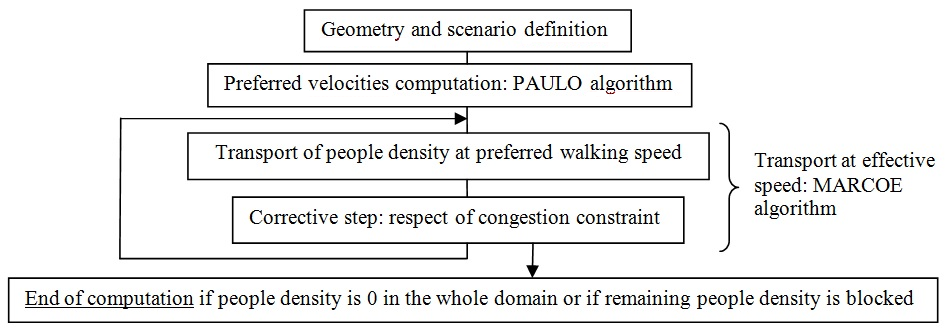 Geometry and scenario definition
Preferred velocities computation: PAULO algorithm
Transport of people density at preferred walking speed
Corrective step: respect of congestion constraint
Transport at effective
speed: MARCOE
algorithm
End of computation if people density is 0 in the whole domain or if remaining people density is blocked